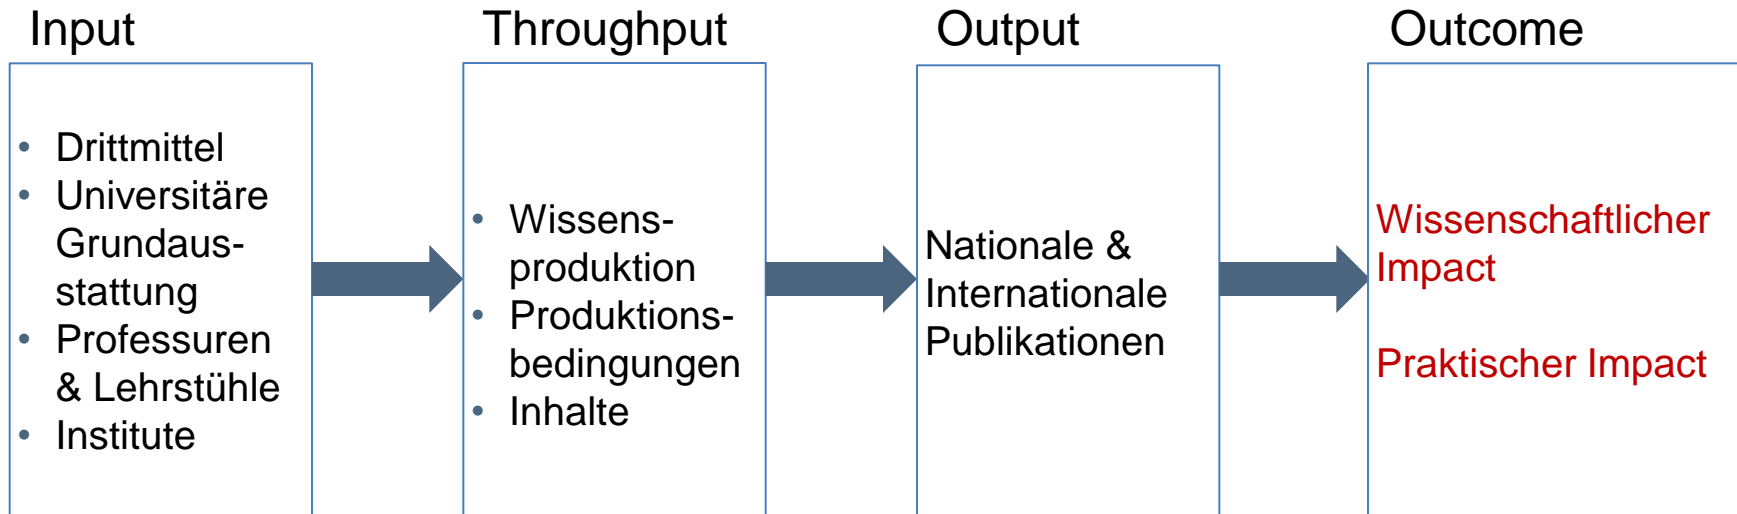 Input
• Drittmittel
• Universitäre
Grundaus-
stattung
• Professuren
& Lehrstühle
• Institute
Throughput
• Wissens-
produktion
• Produktions-
bedingungen
• Inhalte
Output
Nationale &
Internationale
Publikationen
Outcome
Wissenschaftlicher
Impact
Praktischer Impact